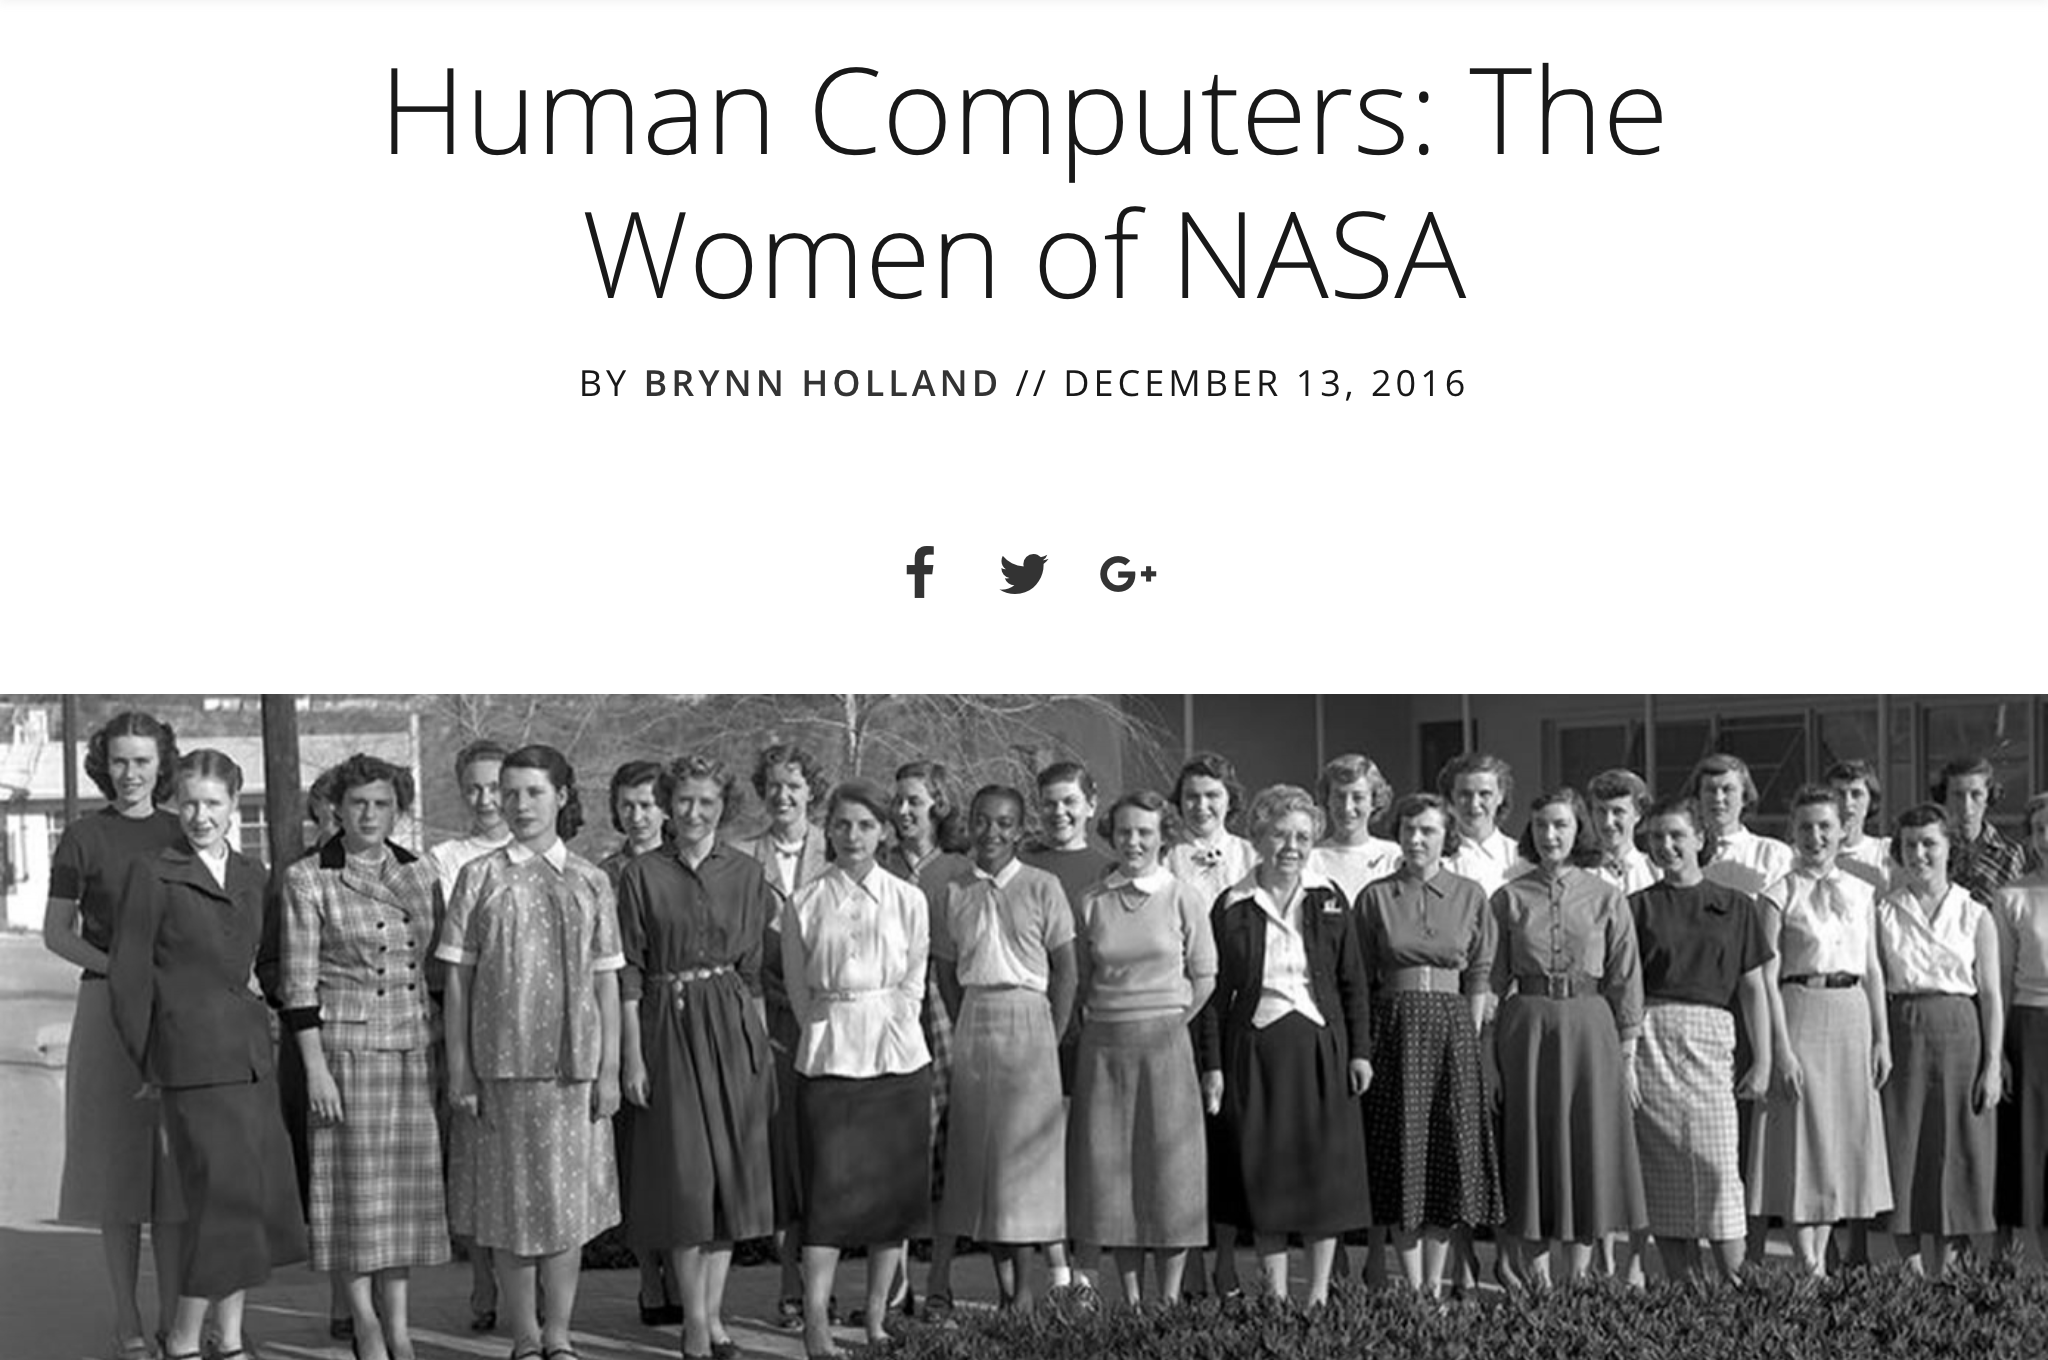 Human Computers: The
Women of NASA
BY BRYNN HOLLAND // DECEMBER 13, 2016
f G+